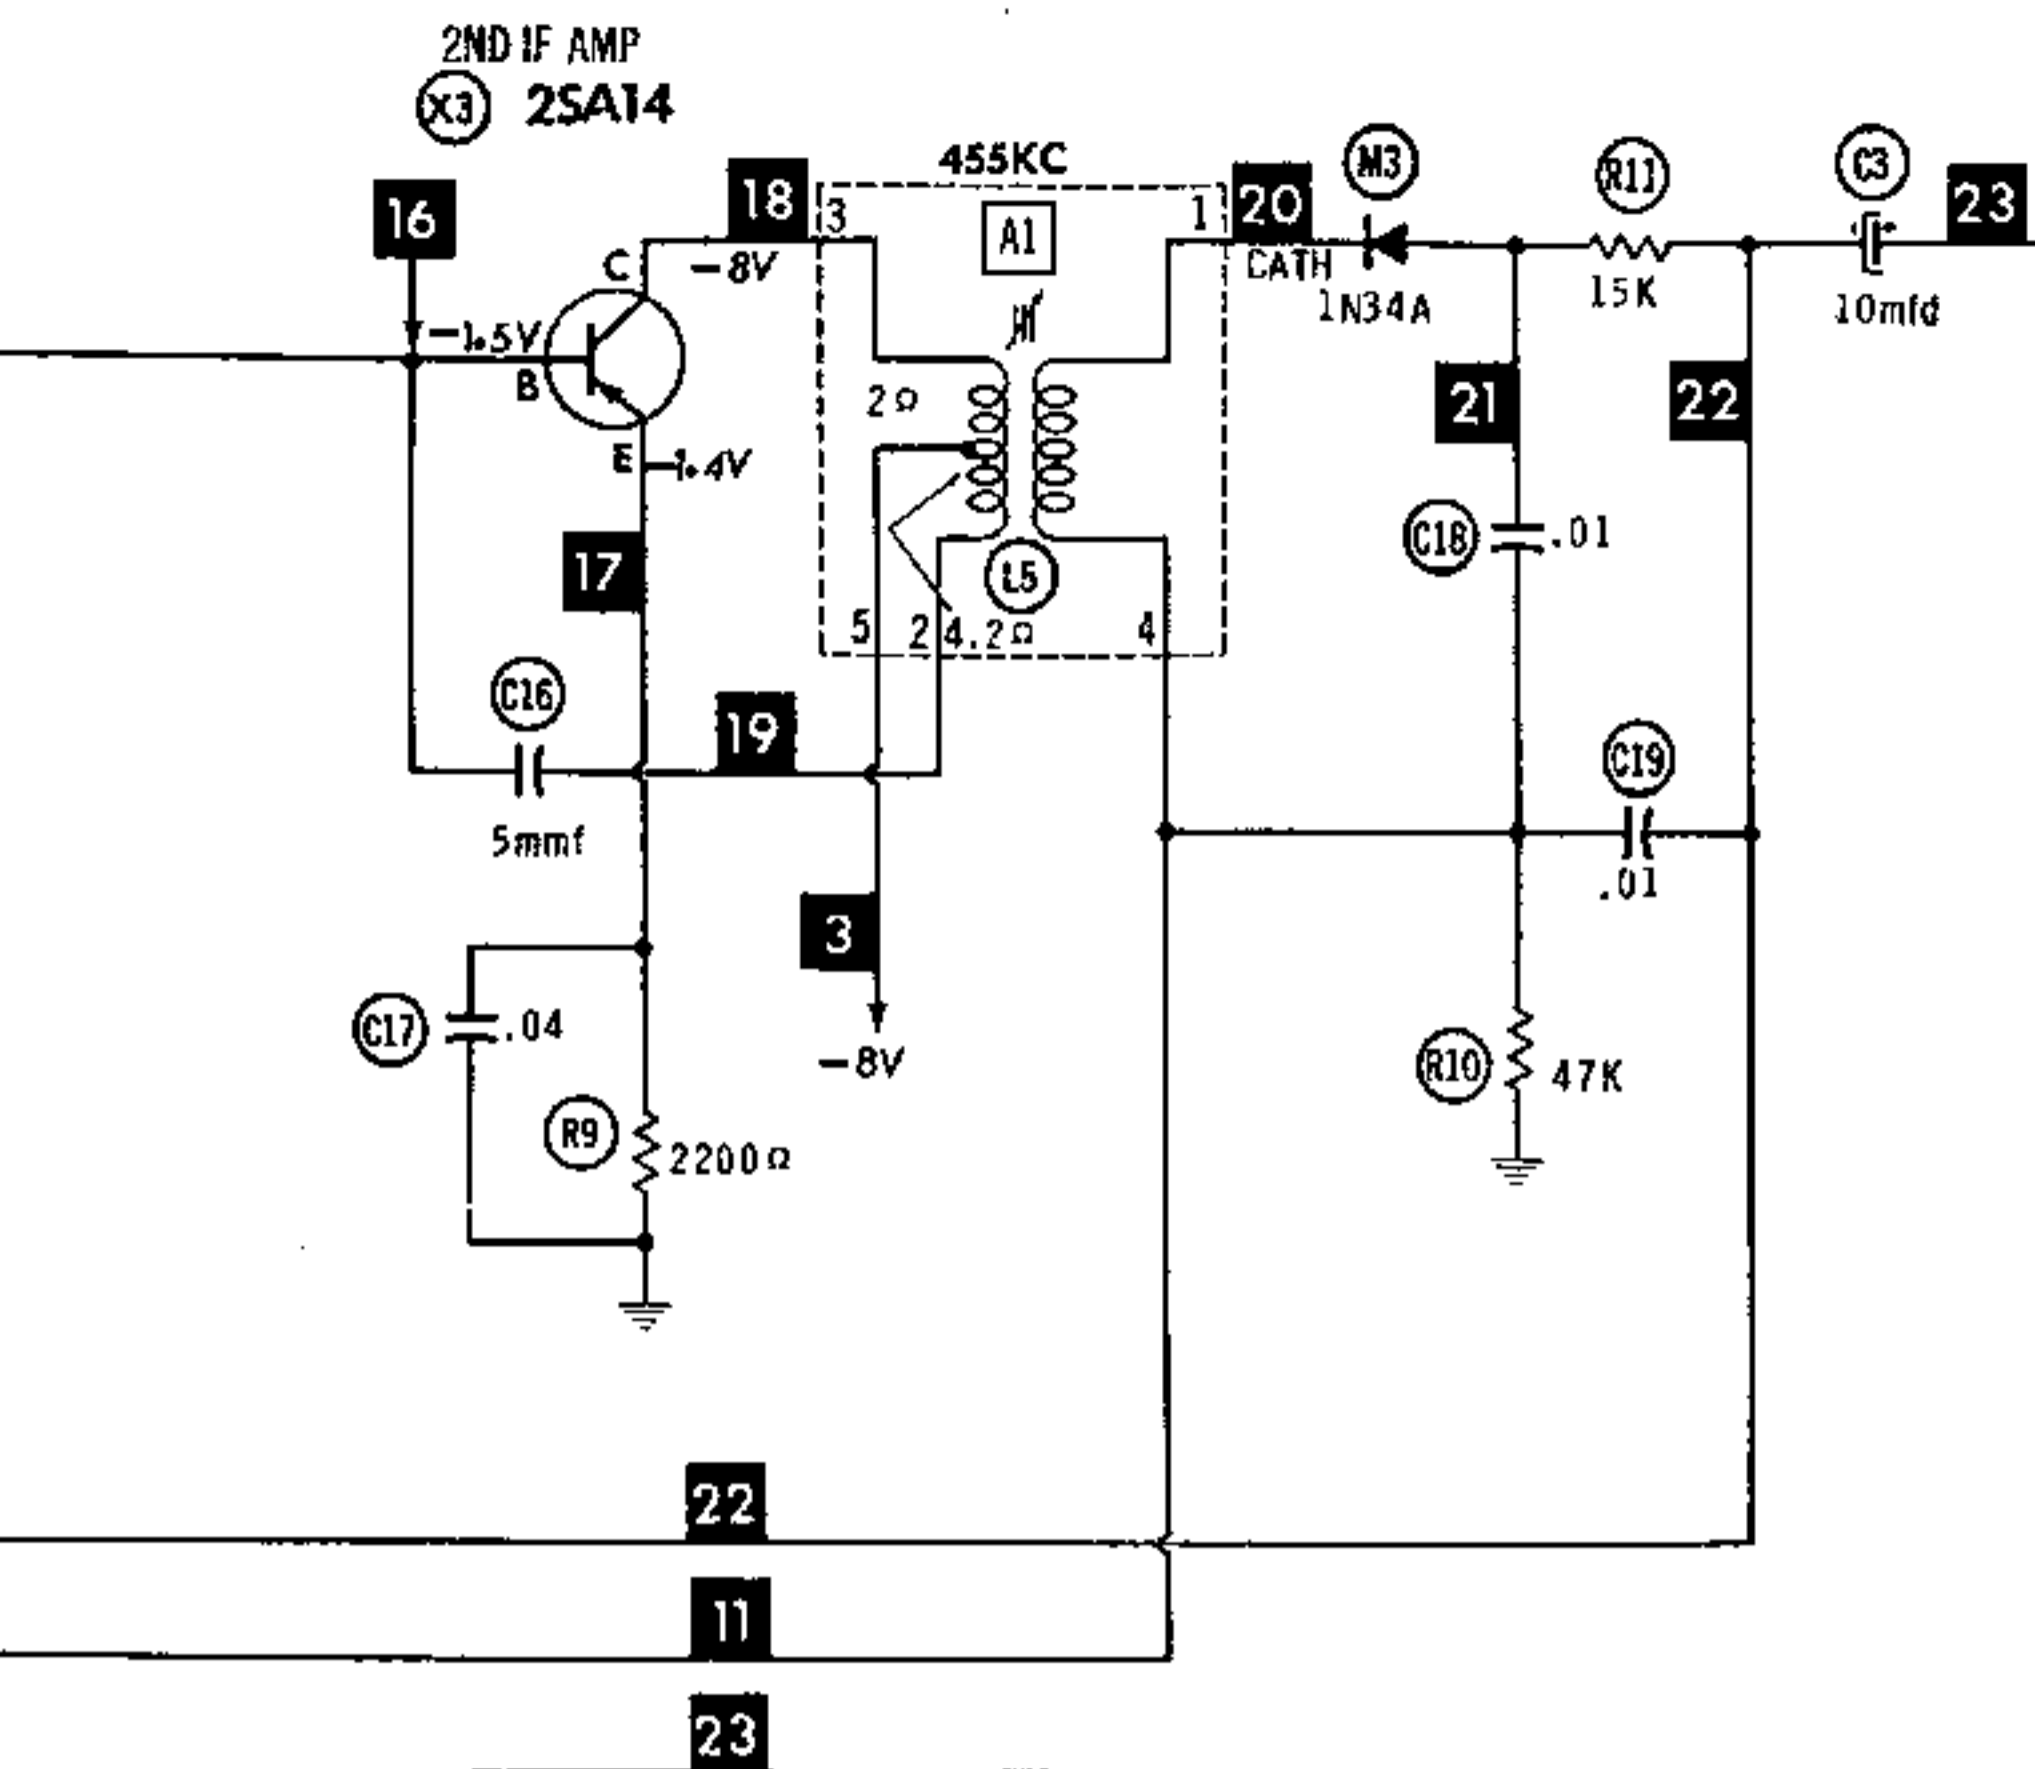 2ND IF AMP
X3 2SA14
455KC
M3
R11
C3
16
18
3
A1
1
20
23
C
-8V
CATH
1N34A
15K
10mfd
-1.5V
B
2Ω
21
22
E
-1.4V
C18
.01
17
L5
5
2
4.2Ω
4
C16
19
C19
5mmf
.01
3
C17
.04
-8V
R10
47K
R9
2200Ω
22
11
23